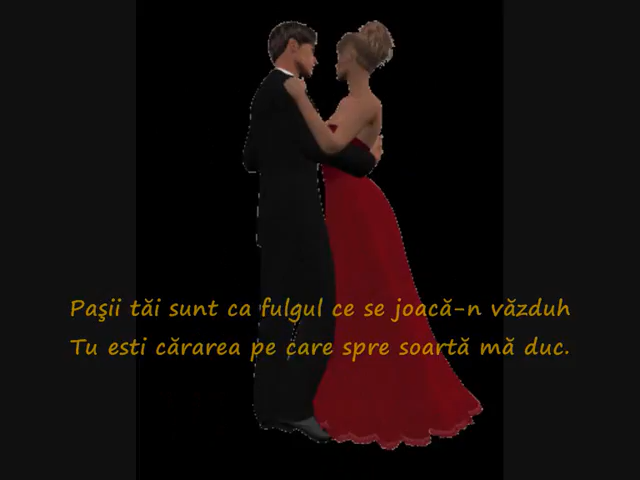 Paşii tăi sunt ca fulgul ce se joacă-n văzduh
Tu esti cărarea pe care spre soartă mă duc.